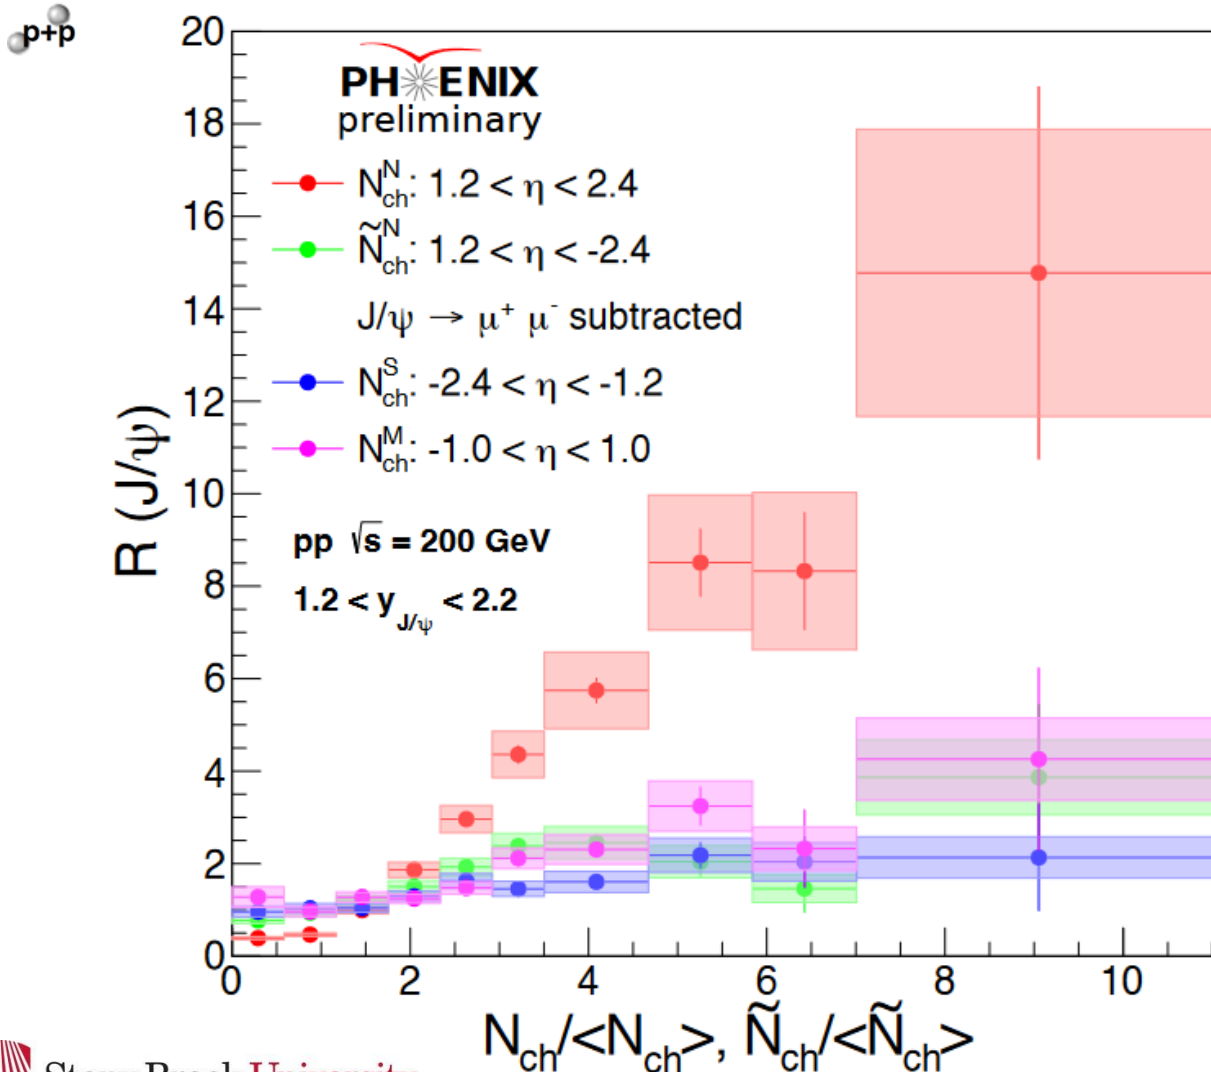 p+p
PHENIX
preliminary
N_ch^N: 1.2 < η < 2.4
Ñ_ch^N: 1.2 < η < -2.4
J/ψ → μ⁺ μ⁻ subtracted
N_ch^S: -2.4 < η < -1.2
N_ch^M: -1.0 < η < 1.0
pp √s = 200 GeV
1.2 < y_J/ψ < 2.2
R (J/ψ)
20
18
16
14
12
10
8
6
4
2
0
0 2 4 6 8 10
N_ch/<N_ch>, Ñ_ch/<Ñ_ch>